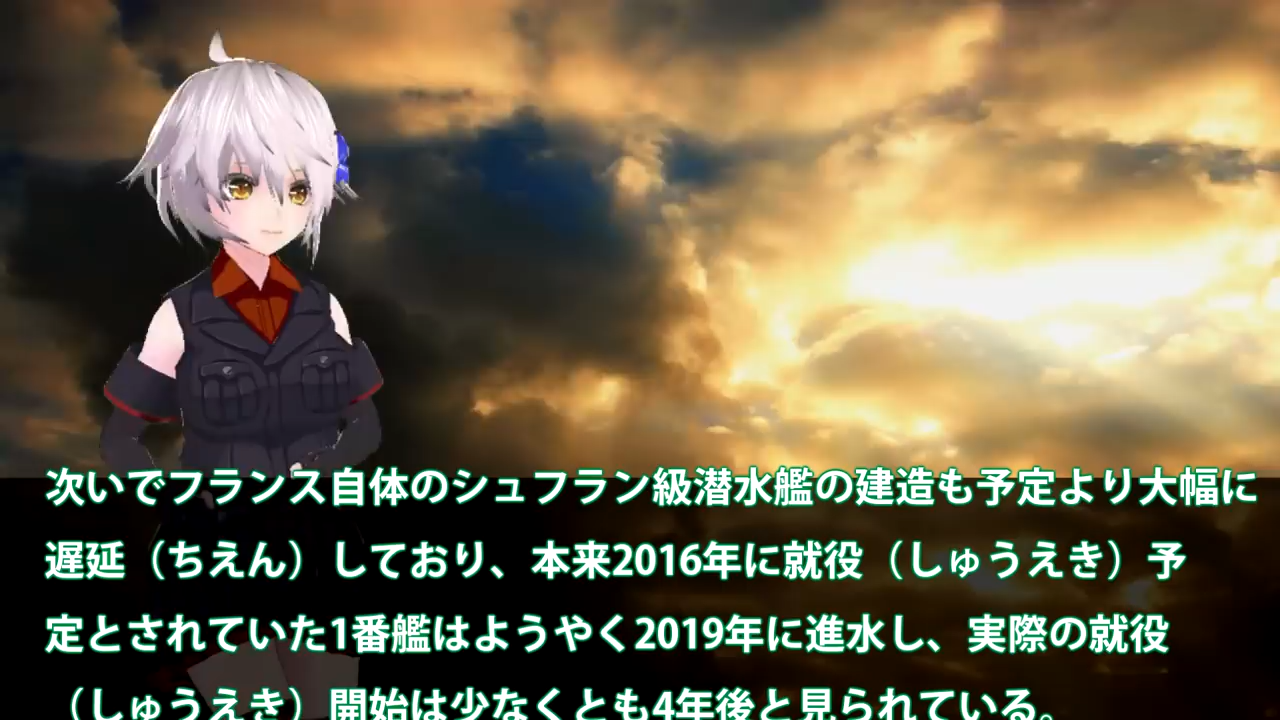 次いでフランス自体のシュフラン級潜水艦の建造も予定より大幅に
遅延（ちえん）しており、本来2016年に就役（しゅうえき）予
定とされていた1番艦はようやく2019年に進水し、実際の就役
（しゅうえき）開始は少なくとも4年後と見られている。